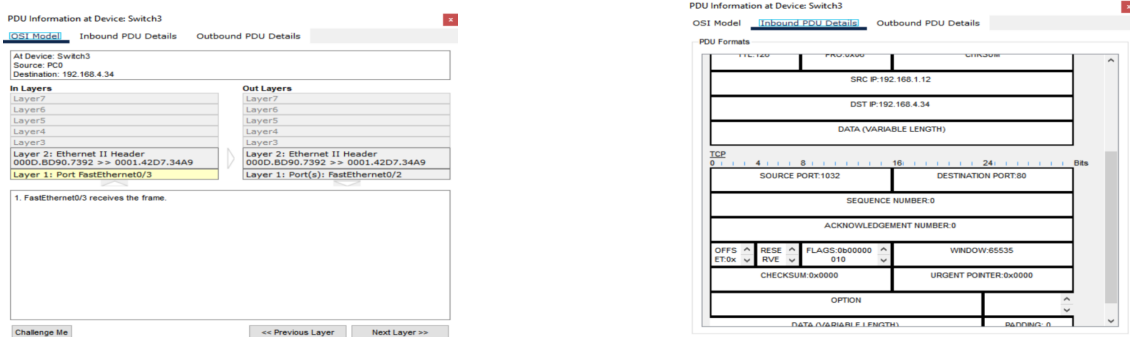 PDU Information at Device: Switch3
OSI Model Inbound PDU Details Outbound PDU Details
At Device: Switch3
Source: PC0
Destination: 192.168.4.34
In Layers
Layer7
Layer6
Layer5
Layer4
Layer3
Layer 2: Ethernet II Header
000D.BD90.7392 >> 0001.42D7.34A9
Layer 1: Port FastEthernet0/3
Out Layers
Layer7
Layer6
Layer5
Layer4
Layer3
Layer 2: Ethernet II Header
000D.BD90.7392 >> 0001.42D7.34A9
Layer 1: Port(s): FastEthernet0/2
1. FastEthernet0/3 receives the frame.
Challenge Me << Previous Layer Next Layer >>
PDU Information at Device: Switch3
OSI Model Inbound PDU Details Outbound PDU Details
PDU Formats
TTL:128 PRO:0x06 CHKSUM
SRC IP:192.168.1.12
DST IP:192.168.4.34
DATA (VARIABLE LENGTH)
TCP
0 4 8 16 24 Bits
SOURCE PORT:1032 DESTINATION PORT:80
SEQUENCE NUMBER:0
ACKNOWLEDGEMENT NUMBER:0
OFFS RESE FLAGS:0b00000 WINDOW:65535
ET:0x RVE 010
CHECKSUM:0x0000 URGENT POINTER:0x0000
OPTION
DATA (VARIABLE LENGTH) PADDING: 0